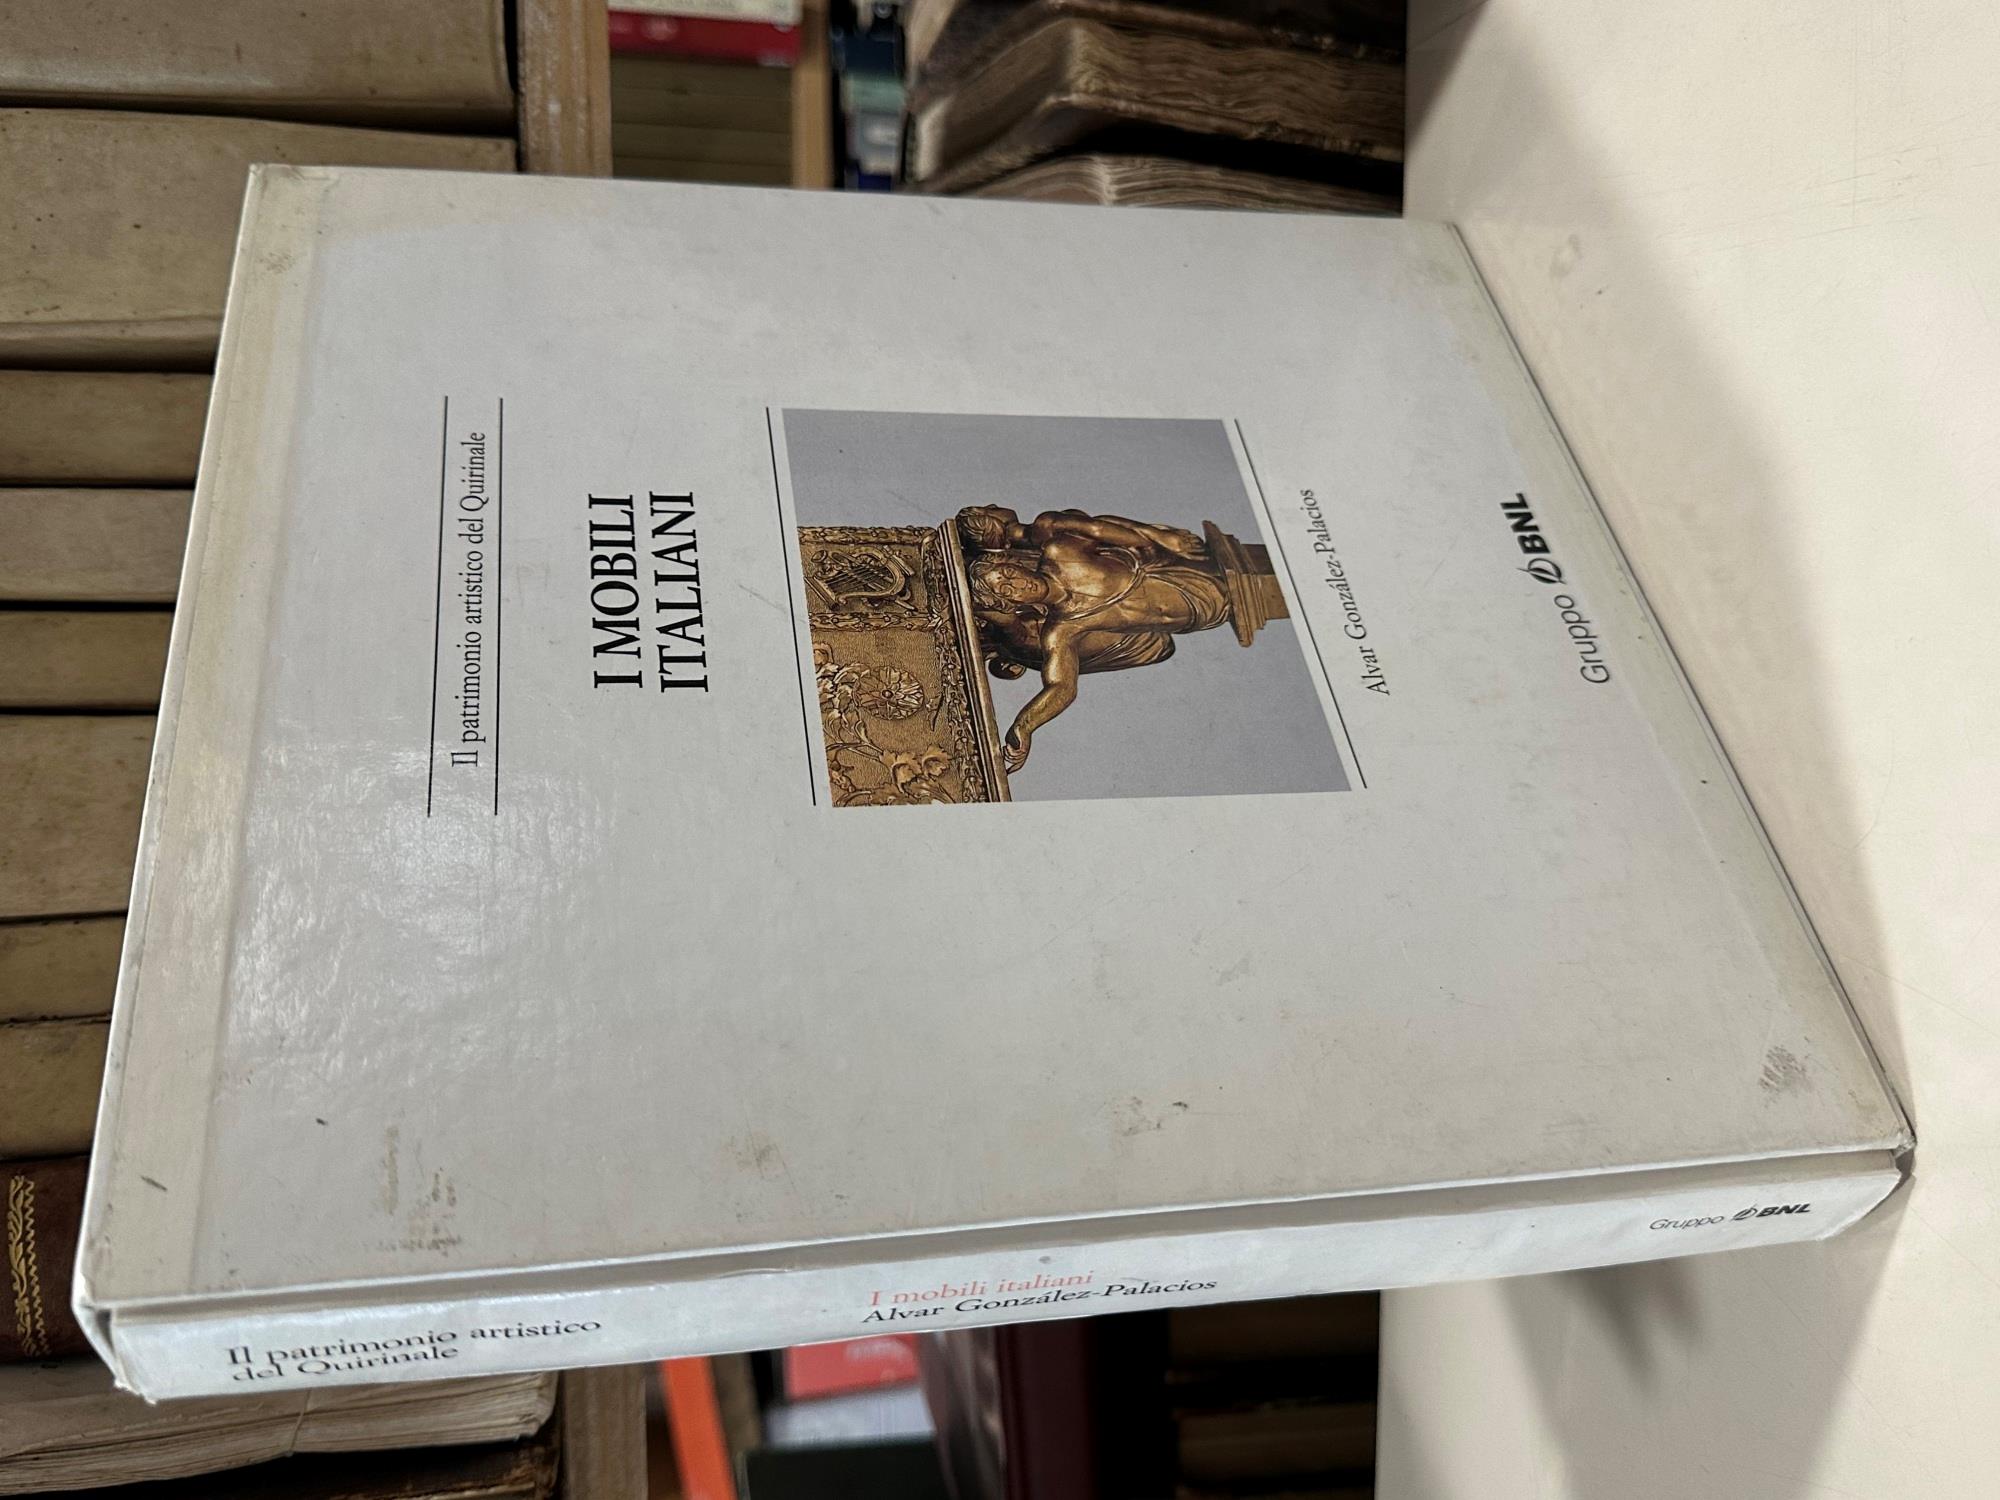 Il patrimonio artistico del Quirinale
I MOBILI
ITALIANI
Alvar González-Palacios
Gruppo BNL
Il patrimonio artistico
del Quirinale
I mobili italiani
Alvar González-Palacios
Gruppo BNL